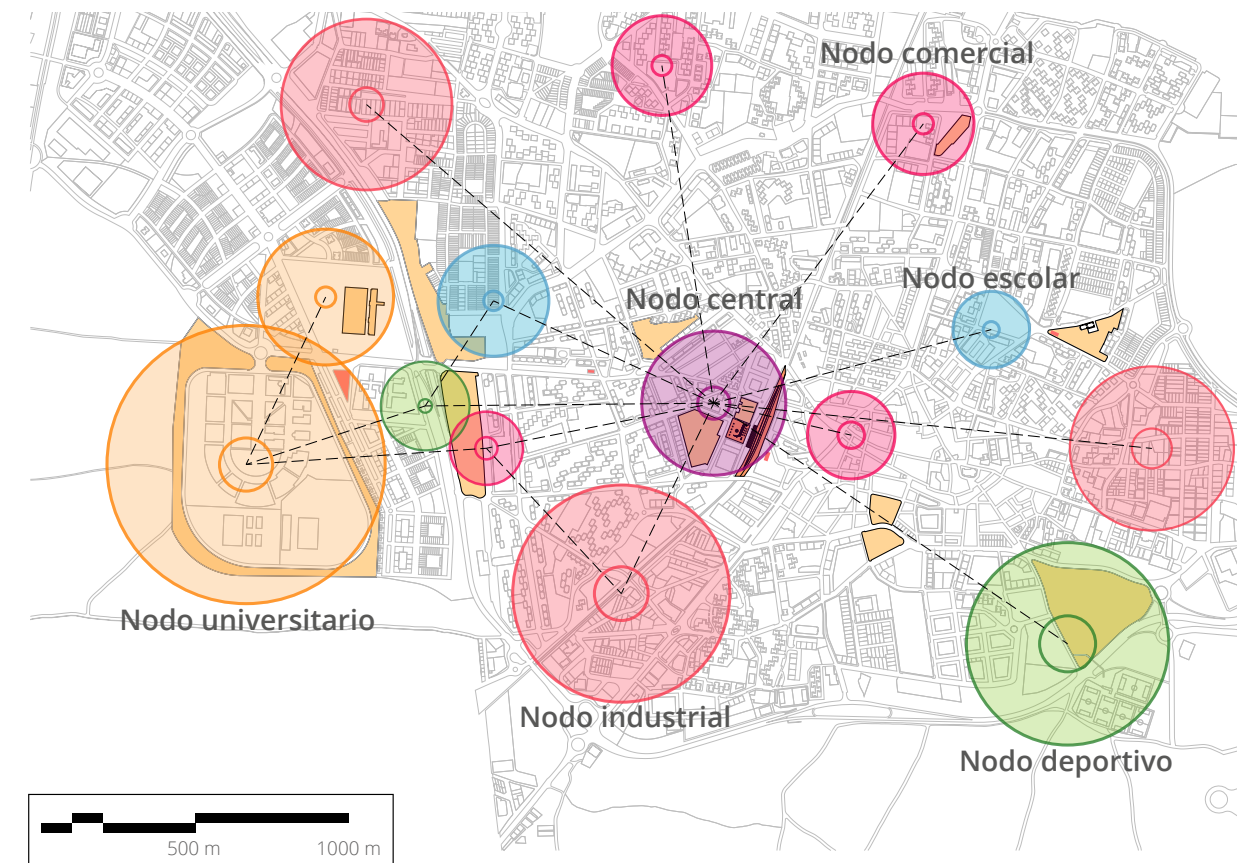 Nodo comercial
Nodo escolar
Nodo central
Nodo universitario
Nodo industrial
Nodo deportivo
500 m
1000 m